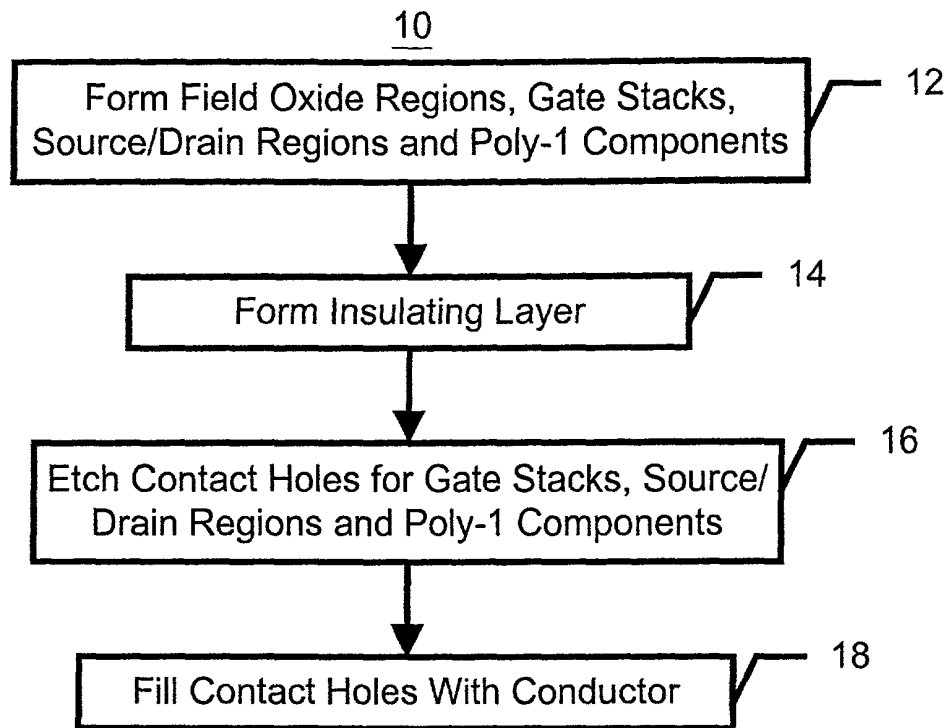 10
Form Field Oxide Regions, Gate Stacks,
Source/Drain Regions and Poly-1 Components
12
Form Insulating Layer
14
Etch Contact Holes for Gate Stacks, Source/
Drain Regions and Poly-1 Components
16
Fill Contact Holes With Conductor
18